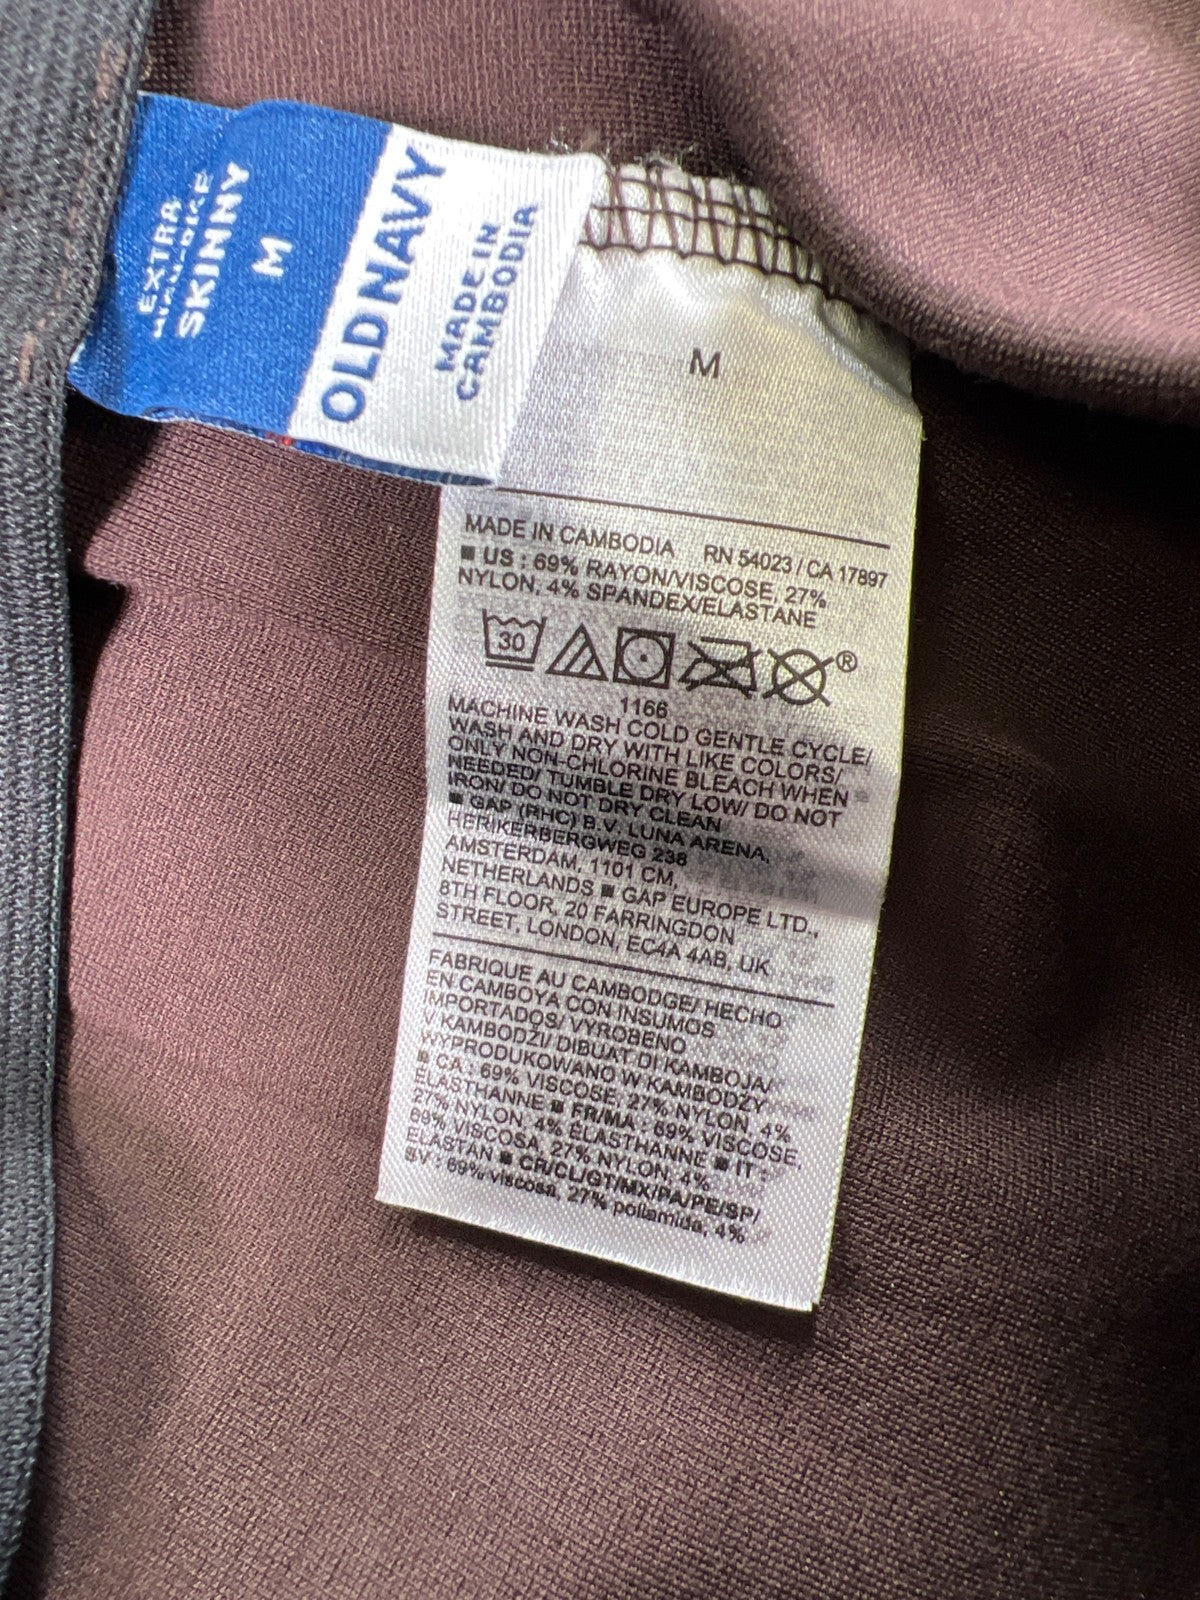 EXTRA
SKINNY
M
OLD NAVY
MADE IN
CAMBODIA
M
MADE IN CAMBODIA RN 54023 / CA 17897
■ US : 69% RAYON/VISCOSE, 27%
NYLON, 4% SPANDEX/ELASTANE
30
®
1166
MACHINE WASH COLD GENTLE CYCLE/
WASH AND DRY WITH LIKE COLORS/
ONLY NON-CHLORINE BLEACH WHEN
NEEDED/ TUMBLE DRY LOW/ DO NOT
IRON/ DO NOT DRY CLEAN
■ GAP (RHC) B.V. LUNA ARENA,
HERIKERBERGWEG 238
AMSTERDAM, 1101 CM,
NETHERLANDS ■ GAP EUROPE LTD.,
8TH FLOOR, 20 FARRINGDON
STREET, LONDON, EC4A 4AB, UK
FABRIQUE AU CAMBODGE/ HECHO
EN CAMBOYA CON INSUMOS
IMPORTADOS/ VYROBENO
V KAMBODŽI/ DIBUAT DI KAMBOJA/
WYPRODUKOWANO W KAMBODZY
■ CA : 69% VISCOSE, 27% NYLON, 4%
ÉLASTHANNE ■ FR/MA : 69% VISCOSE,
27% NYLON, 4% ÉLASTHANNE ■ IT :
69% VISCOSA, 27% NYLON, 4%
ELASTAN ■ CR/CL/GT/MX/PA/PE/SP/
SV : 69% viscosa, 27% poliamida, 4%